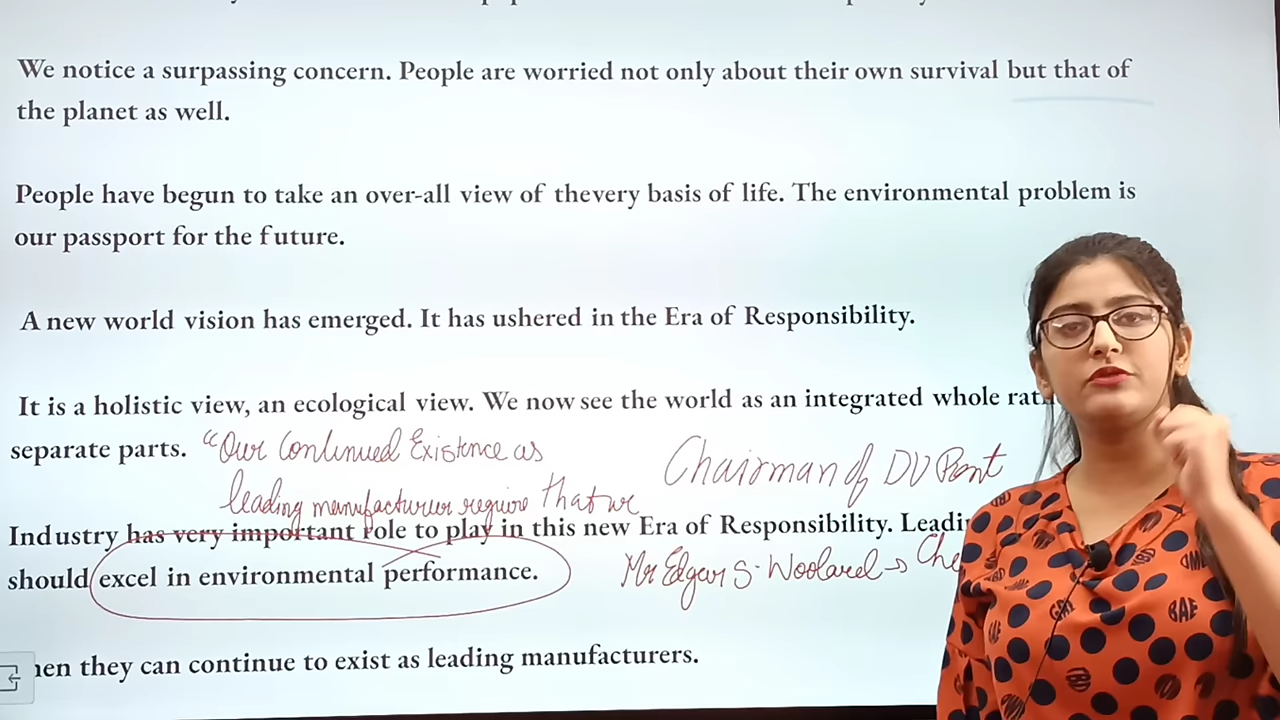 We notice a surpassing concern. People are worried not only about their own survival but that of
the planet as well.
People have begun to take an over-all view of thevery basis of life. The environmental problem is
our passport for the future.
A new world vision has emerged. It has ushered in the Era of Responsibility.
It is a holistic view, an ecological view. We now see the world as an integrated whole
separate parts. "Our Continued Existence as
Chairman of DU Pont
leading manufacturer require that we
Industry has very important role to play in this new Era of Responsibility.
should excel in environmental performance.
Mr Edgar S. Woolard →
they can continue to exist as leading manufacturers.
BAE